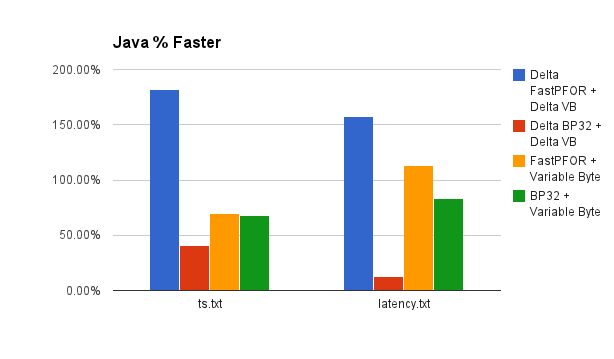 Java % Faster
200.00%
150.00%
100.00%
50.00%
0.00%
ts.txt
latency.txt
Delta
FastPFOR +
Delta VB
Delta BP32 +
Delta VB
FastPFOR +
Variable Byte
BP32 +
Variable Byte